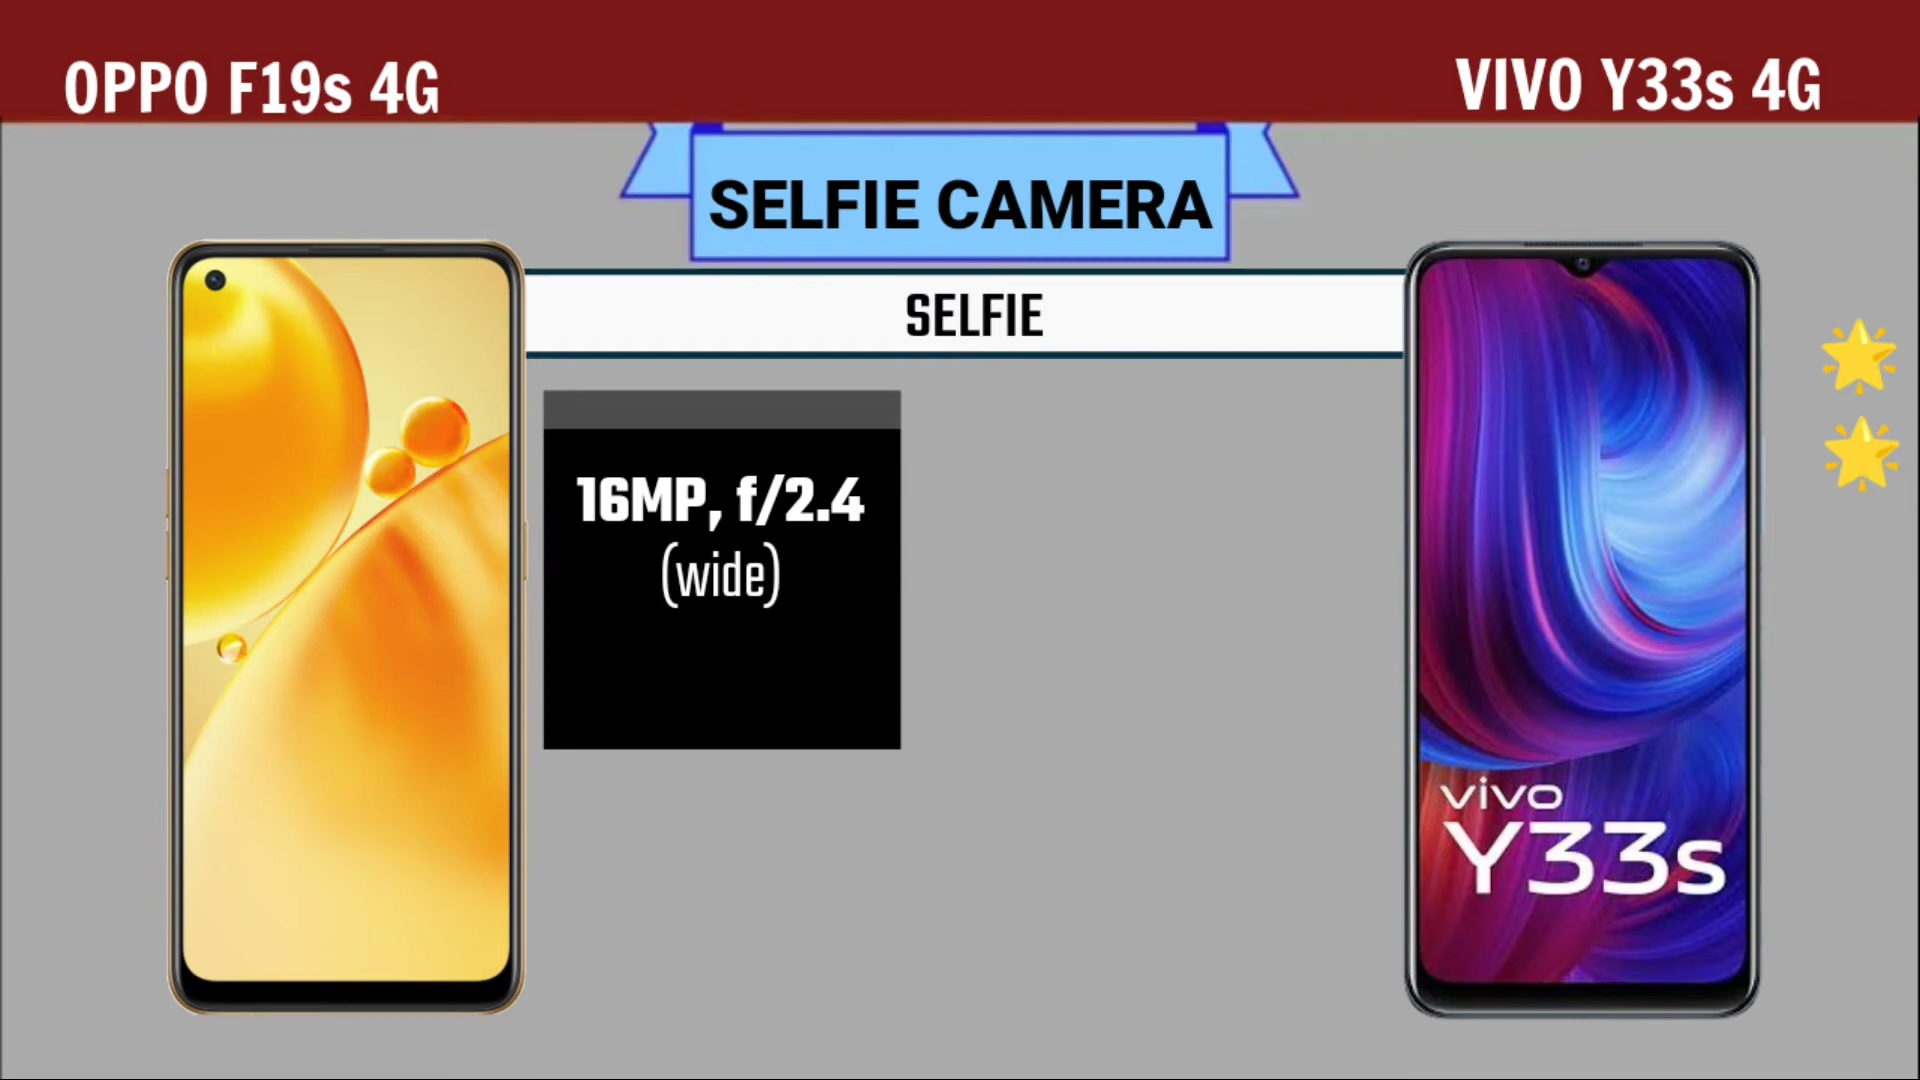 OPPO F19s 4G
VIVO Y33s 4G
SELFIE CAMERA
SELFIE
16MP, f/2.4
(wide)
vivo
Y33s